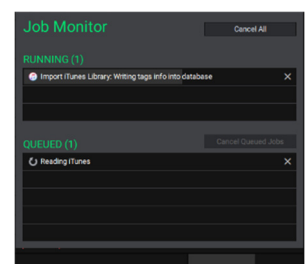 Job Monitor
Cancel All
RUNNING (1)
Import iTunes Library: Writing tags info into database
QUEUED (1)
Cancel Queued Jobs
Reading iTunes